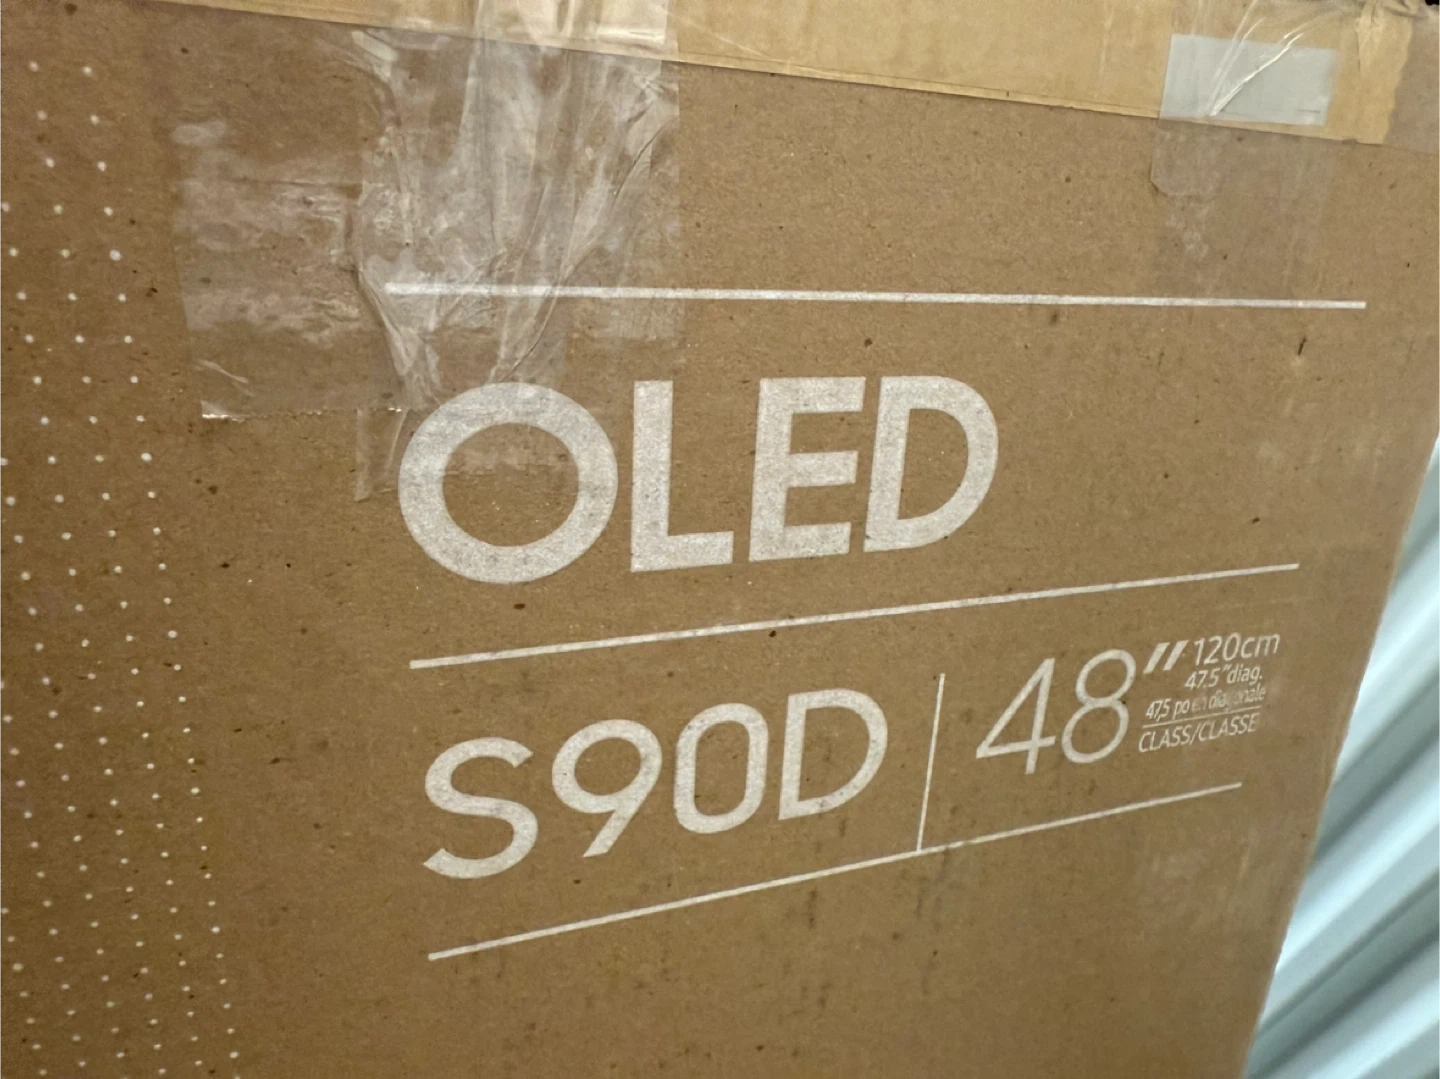 OLED
S90D
48" 120cm
47.5" diag.
47,5 po en diagonale
CLASS/CLASSE